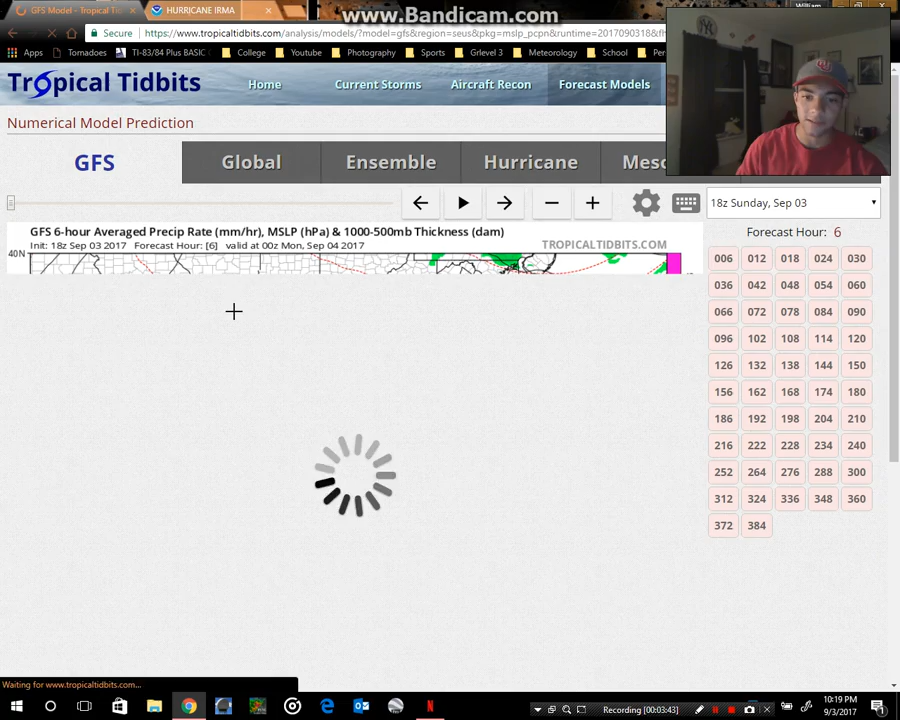 www.Bandicam.com
GFS Model - Tropical Ti
HURRICANE IRMA
William
Secure
https://www.tropicaltidbits.com/analysis/models/?model=gfs&region=seus&pkg=mslp_pcpn&runtime=2017090318&fh
Apps
Tornadoes
TI-83/84 Plus BASIC
College
Youtube
Photography
Sports
Grlevel 3
Meteorology
School
Per
Tropical Tidbits
Home
Current Storms
Aircraft Recon
Forecast Models
Numerical Model Prediction
GFS
Global
Ensemble
Hurricane
Meso
18z Sunday, Sep 03
GFS 6-hour Averaged Precip Rate (mm/hr), MSLP (hPa) & 1000-500mb Thickness (dam)
Init: 18z Sep 03 2017 Forecast Hour: [6] valid at 00z Mon, Sep 04 2017
TROPICALTIDBITS.COM
40N
Forecast Hour: 6
006 012 018 024 030
036 042 048 054 060
066 072 078 084 090
096 102 108 114 120
126 132 138 144 150
156 162 168 174 180
186 192 198 204 210
216 222 228 234 240
252 264 276 288 300
312 324 336 348 360
372 384
Waiting for www.tropicaltidbits.com...
Recording [00:03:43]
10:19 PM
9/3/2017